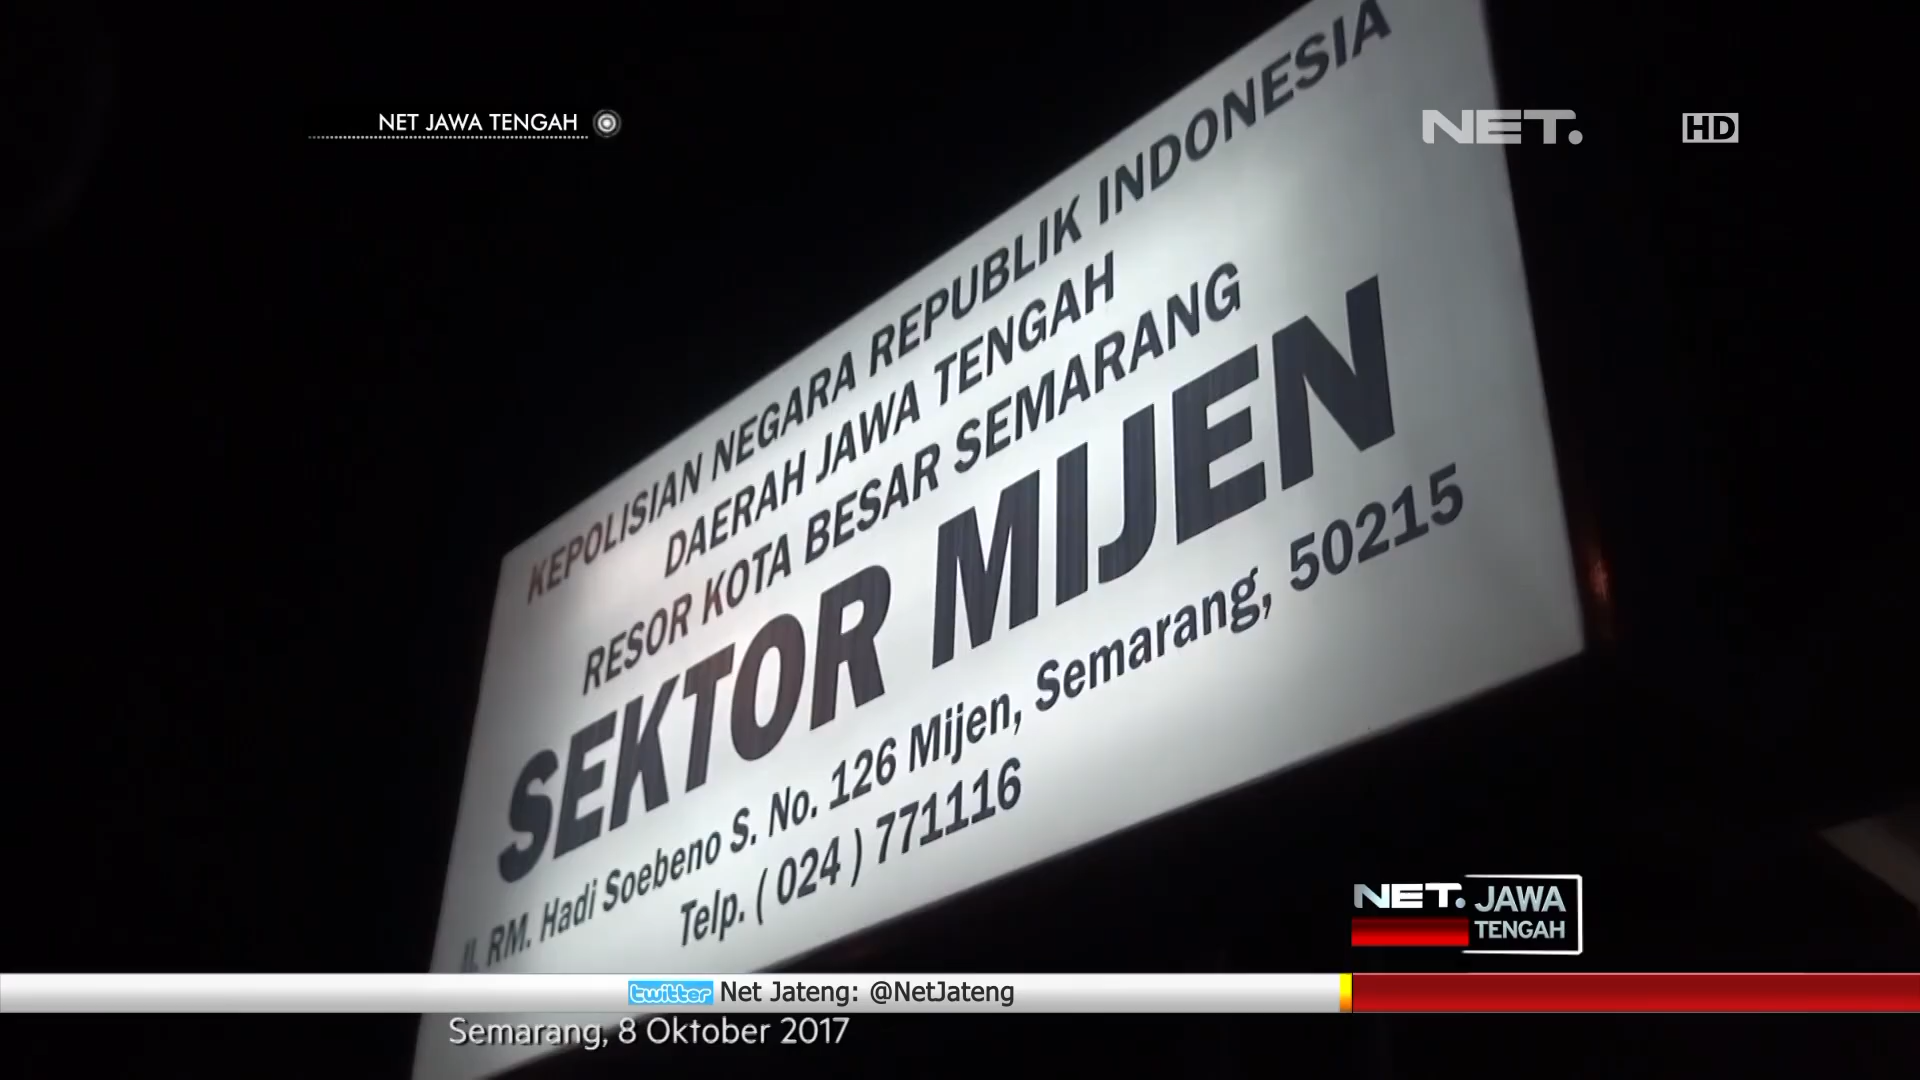 NET JAWA TENGAH
NET.
HD
KEPOLISIAN NEGARA REPUBLIK INDONESIA
DAERAH JAWA TENGAH
RESOR KOTA BESAR SEMARANG
SEKTOR MIJEN
Jl. RM. Hadi Soebeno S. No. 126 Mijen, Semarang, 50215
Telp. ( 024 ) 771116
NET. JAWA
TENGAH
twitter Net Jateng: @NetJateng
Semarang, 8 Oktober 2017